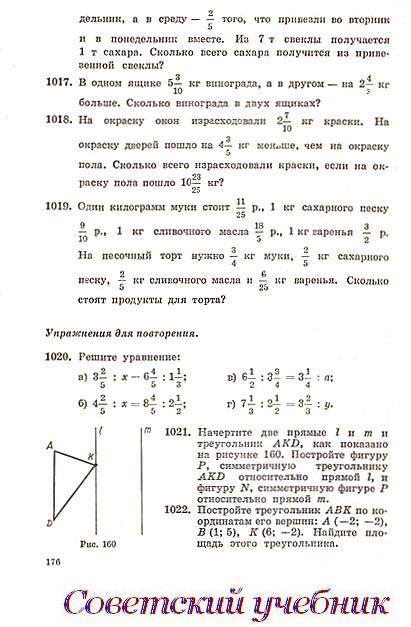 дельник, а в среду — 2/5 того, что привезли во вторник
и в понедельник вместе. Из 7 т свеклы получается
1 т сахара. Сколько всего сахара получится из приве-
зенной свеклы?
1017. В одном ящике 5 3/10 кг винограда, а в другом — на 2 4/5 кг
больше. Сколько винограда в двух ящиках?
1018. На окраску окон израсходовали 2 7/10 кг краски. На
окраску дверей пошло на 4 3/5 кг меньше, чем на окраску
пола. Сколько всего израсходовали краски, если на ок-
раску пола пошло 10 23/25 кг?
1019. Один килограмм муки стоит 11/25 р., 1 кг сахарного песку
9/10 р., 1 кг сливочного масла 18/5 р., 1 кг варенья 3/2 р.
На песочный торт нужно 3/4 кг муки, 2/5 кг сахарного
песку, 2/5 кг сливочного масла и 6/25 кг варенья. Сколько
стоят продукты для торта?
Упражнения для повторения.
1020. Решите уравнение:
а) 3 2/5 : x = 6 4/5 : 1 1/3;
в) 6 1/2 : 3 3/4 = 3 1/4 : a;
б) 4 2/5 : x = 8 4/5 : 2 1/2;
г) 7 1/3 : 2 1/2 = 3 2/3 : y.
A
K
D
l
m
Рис. 160
1021. Начертите две прямые l и m и
треугольник AKD, как показано
на рисунке 160. Постройте фигуру
P, симметричную треугольнику
AKD относительно прямой l, и
фигуру N, симметричную фигуре P
относительно прямой m.
1022. Постройте треугольник ABK по ко-
ординатам его вершин: A (−2; −2),
B (1; 5), K (6; −2). Найдите пло-
щадь этого треугольника.
176
Советский учебник